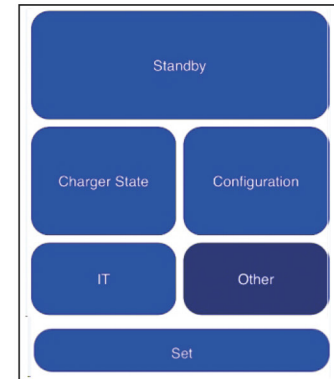 Standby
Charger State
Configuration
IT
Other
Set